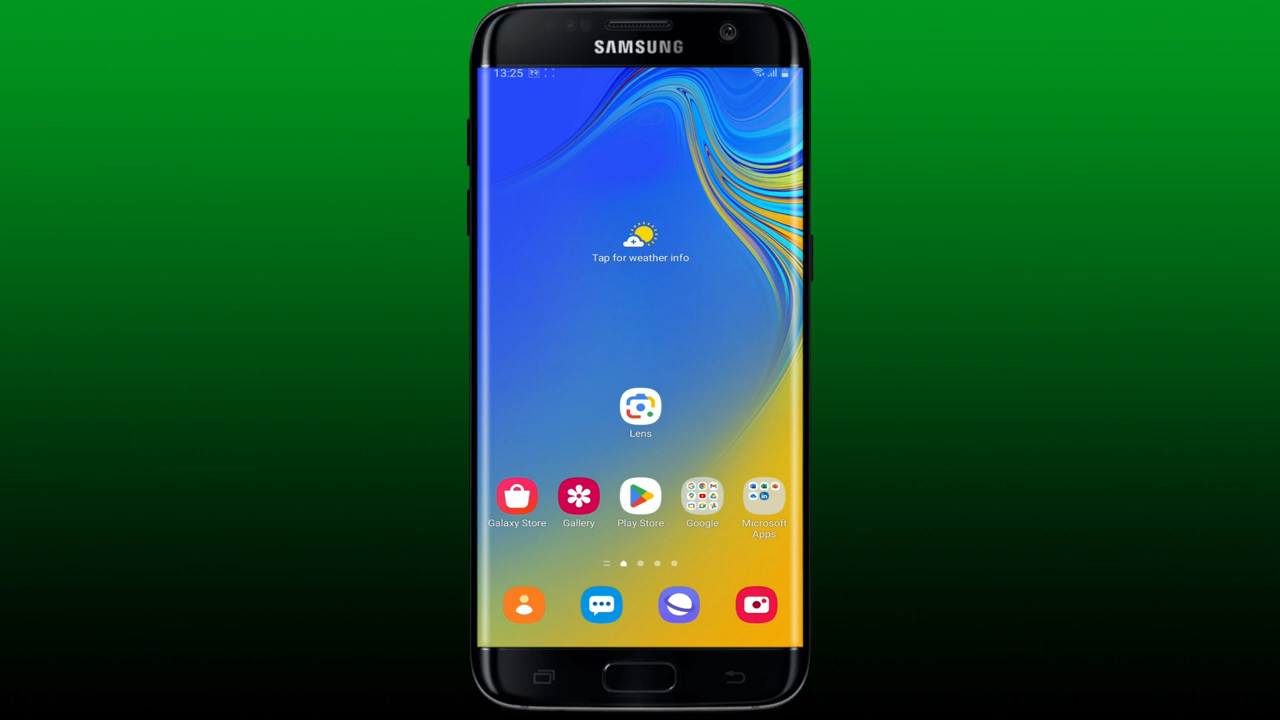 SAMSUNG
13:25
Tap for weather info
Lens
Galaxy Store
Gallery
Play Store
Google
Microsoft
Apps